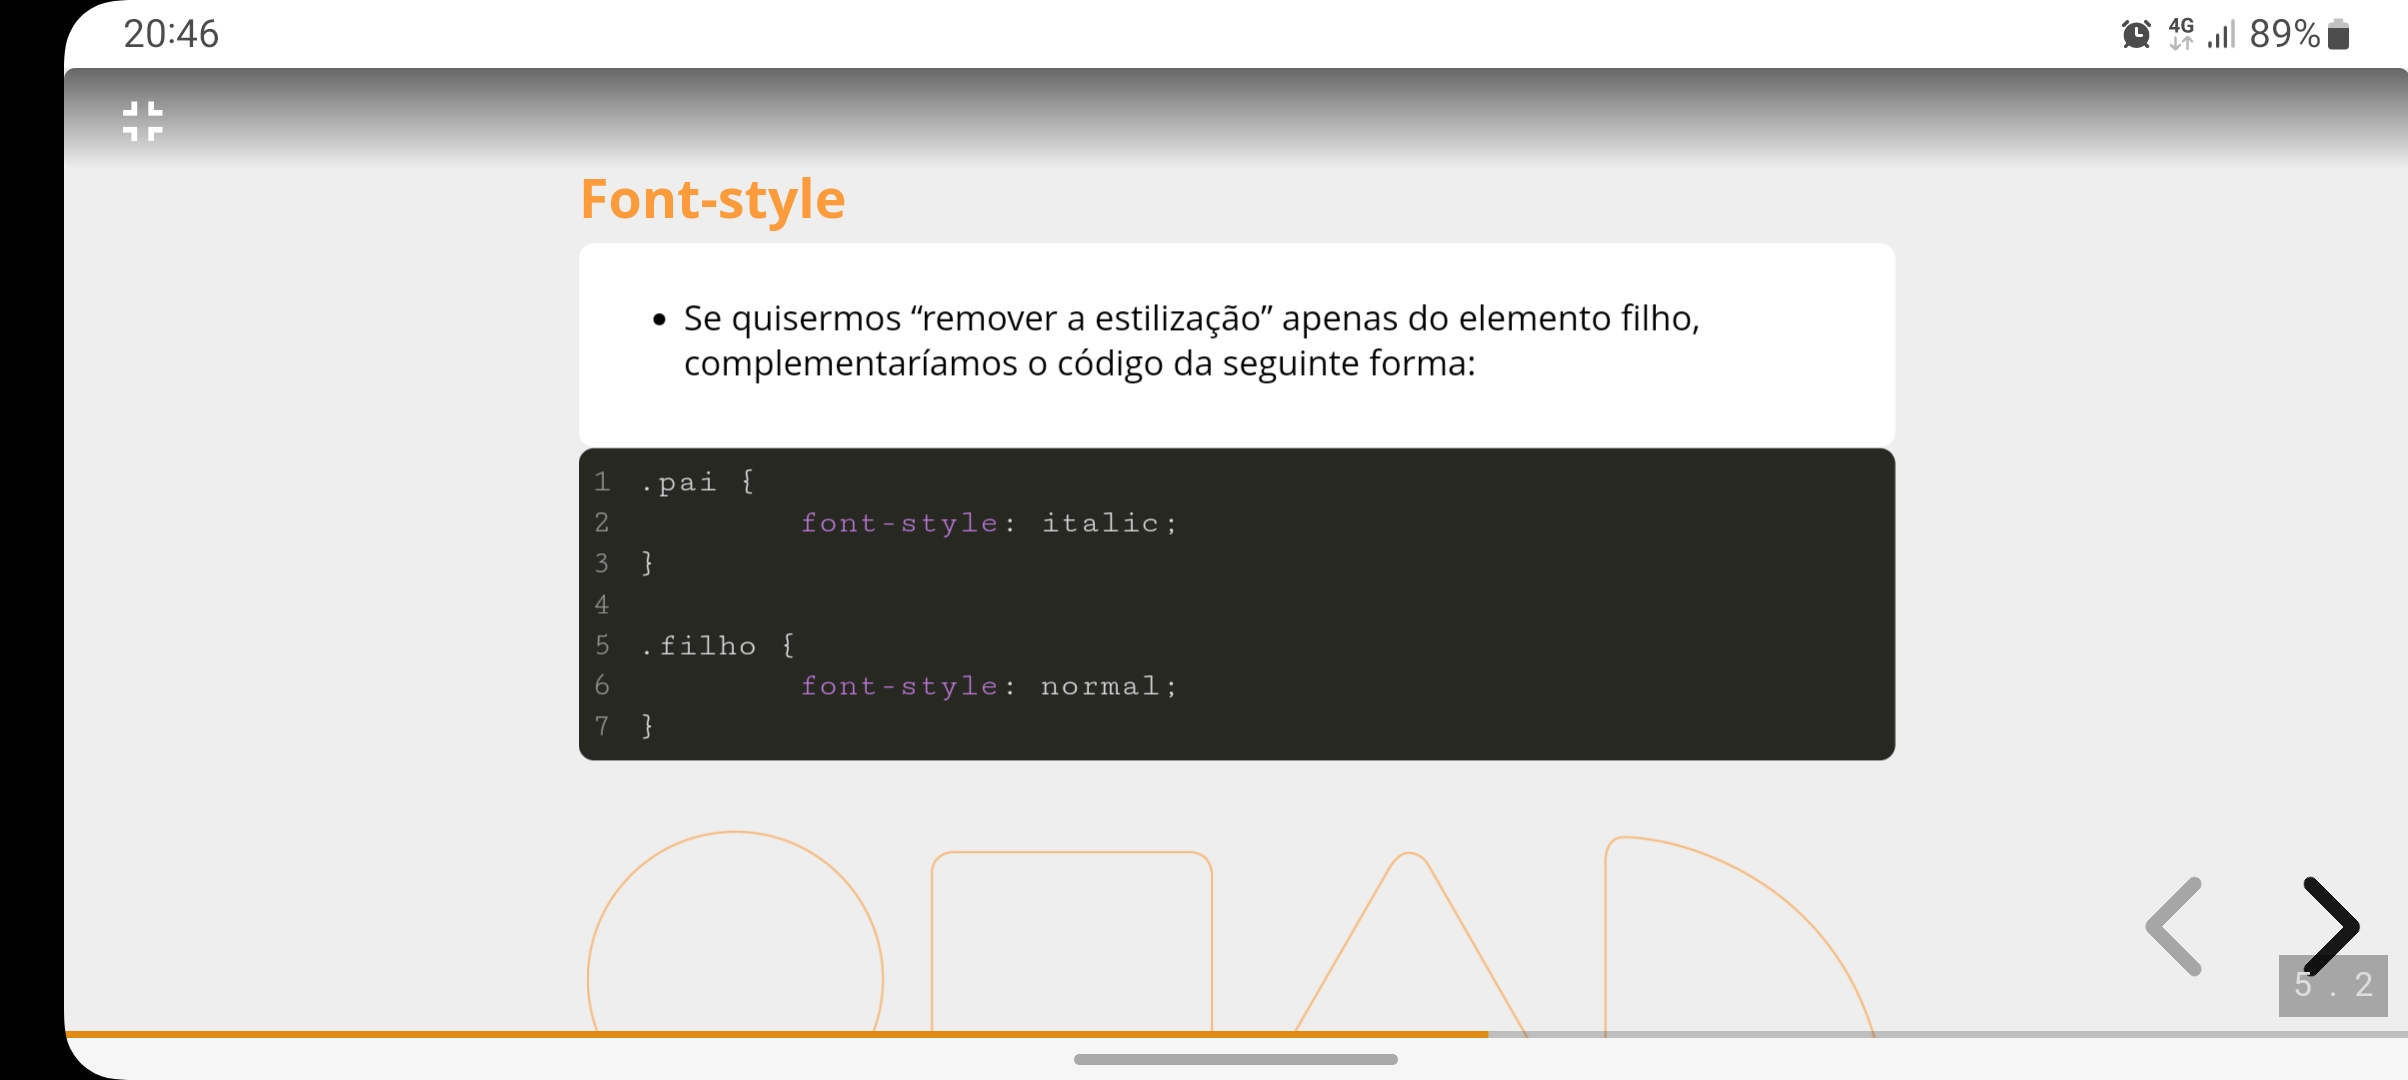 20:46
4G
89%
Font-style
• Se quisermos “remover a estilização” apenas do elemento filho,
complementaríamos o código da seguinte forma:
1 .pai {
2 font-style: italic;
3 }
4
5 .filho {
6 font-style: normal;
7 }
5 . 2